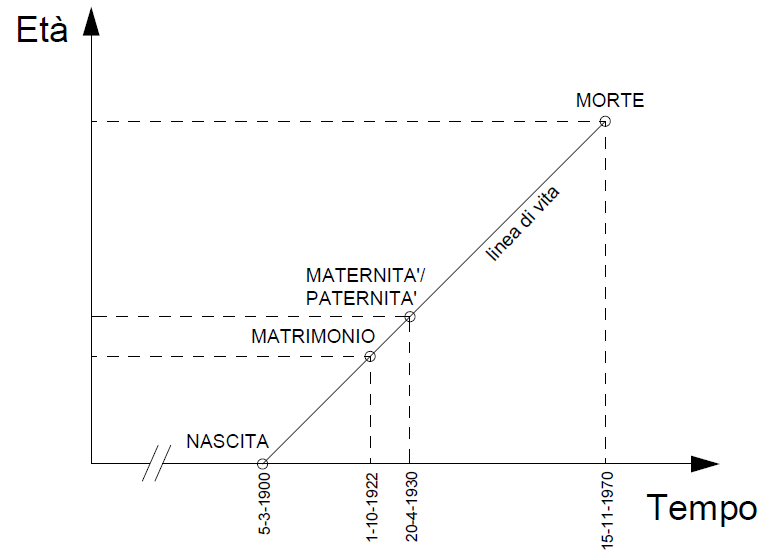 Età
MORTE
linea di vita
MATERNITA'/
PATERNITA'
MATRIMONIO
NASCITA
5-3-1900
1-10-1922
20-4-1930
15-11-1970
Tempo